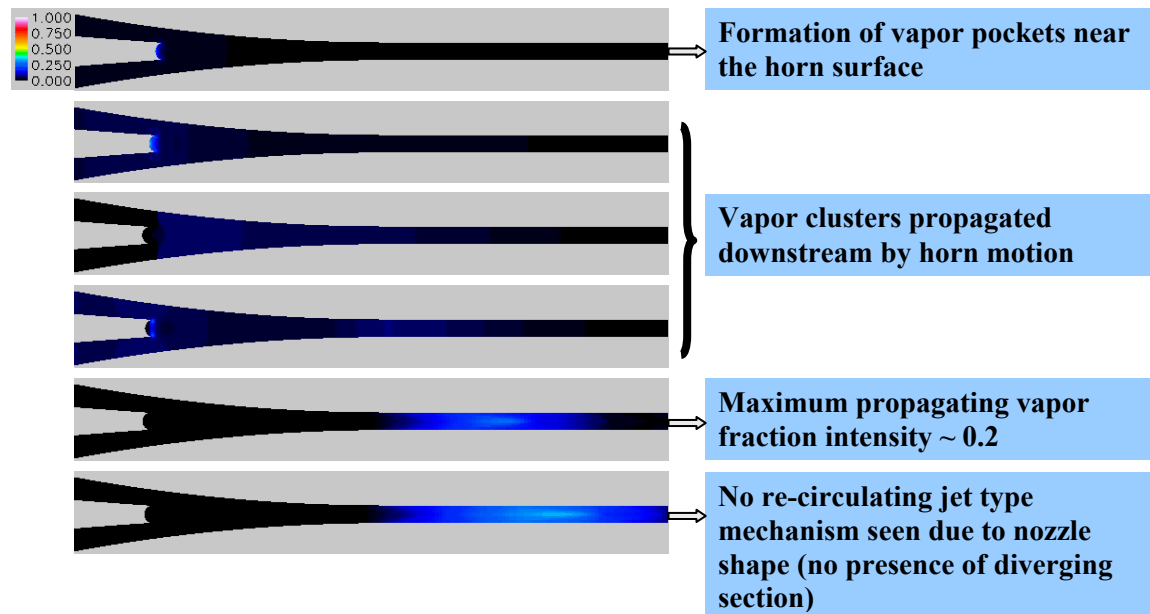 1.000
0.750
0.500
0.250
0.000
Formation of vapor pockets near
the horn surface
Vapor clusters propagated
downstream by horn motion
Maximum propagating vapor
fraction intensity ~ 0.2
No re-circulating jet type
mechanism seen due to nozzle
shape (no presence of diverging
section)